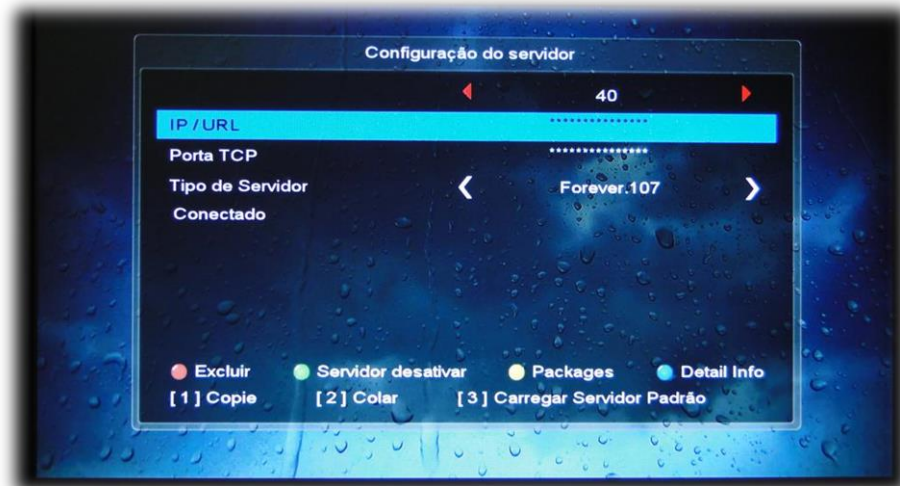 Configuração do servidor
40
IP / URL ***************
Porta TCP ***************
Tipo de Servidor Forever.107
Conectado
Excluir Servidor desativar Packages Detail Info
[1] Copie [2] Colar [3] Carregar Servidor Padrão